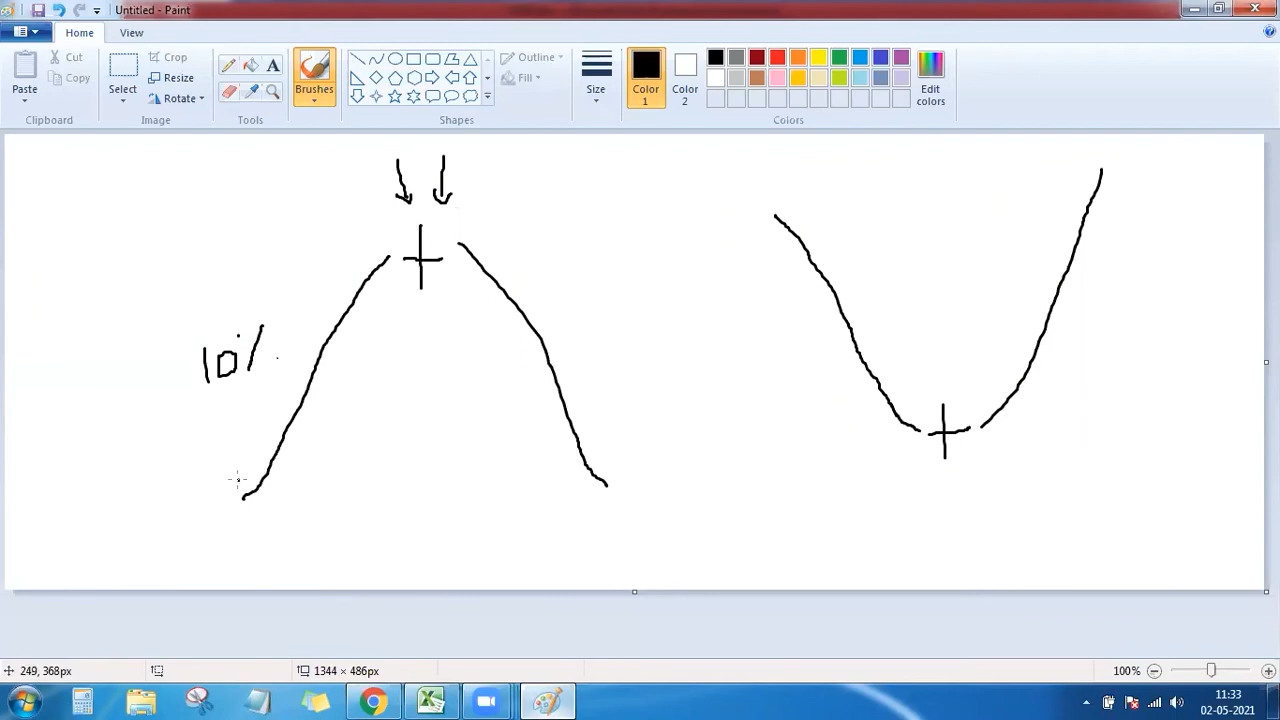 Untitled - Paint
Home
View
Paste
Cut
Copy
Clipboard
Select
Crop
Resize
Rotate
Image
A
Tools
Brushes
Outline
Fill
Shapes
Size
Color 1
Color 2
Edit colors
Colors
10%
249, 368px
1344 × 486px
100%
11:33
02-05-2021